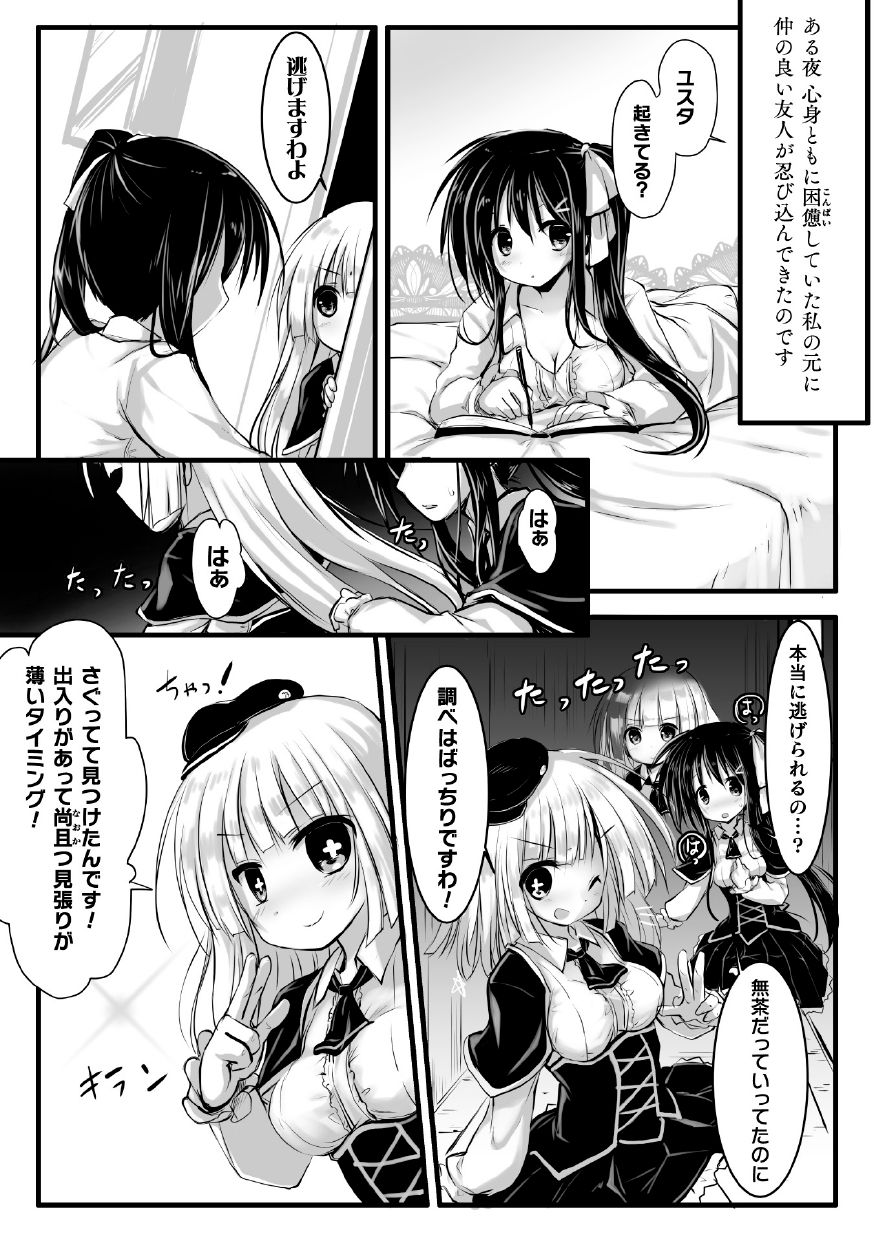 ある夜 心身ともに困憊していた私の元に
こんぱい
仲の良い友人が忍び込んできたのです
ユスタ
起きてる？
逃げますわよ
はぁ
たっ
はぁ
たったっ
本当に逃げられるの…？
はっ
はっ
たったったっ
調べはばっちりですわ！
無茶だっていってたのに
ちゃっ！
さぐってて見つけたんです！
出入りがあって尚且つ見張りが
なおか
薄いタイミング！
キラン